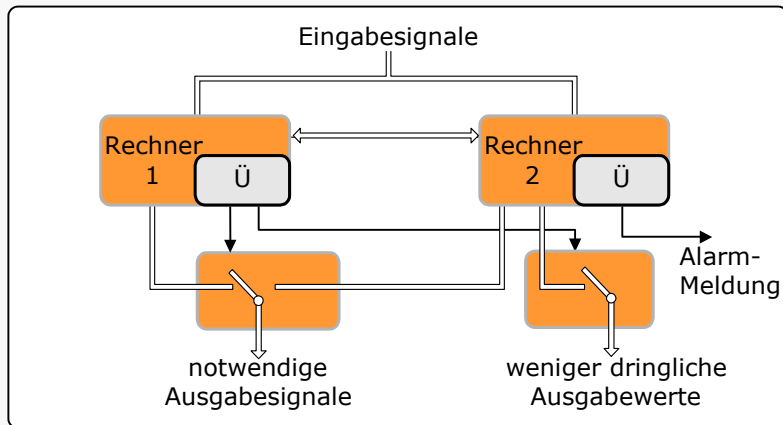 Eingabesignale
Rechner
1
Ü
Rechner
2
Ü
Alarm-
Meldung
notwendige
Ausgabesignale
weniger dringliche
Ausgabewerte